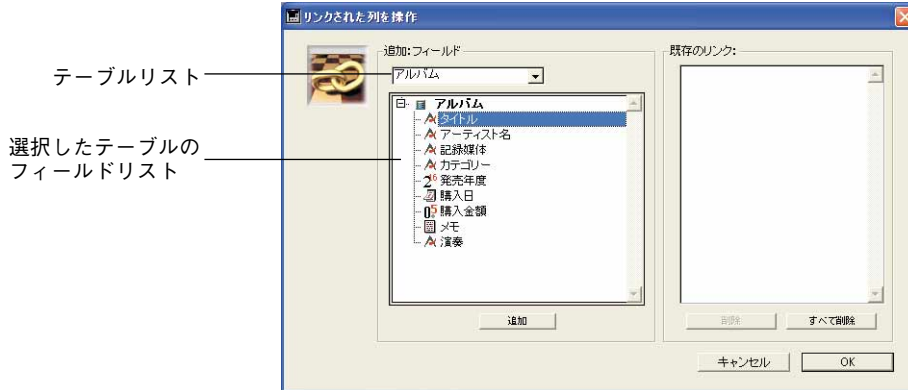 リンクされた列を操作
追加:フィールド
既存のリンク:
テーブルリスト
アルバム
アルバム
タイトル
アーティスト名
記録媒体
カテゴリー
発売年度
購入日
購入金額
メモ
演奏
選択したテーブルの
フィールドリスト
追加
削除
すべて削除
キャンセル
OK